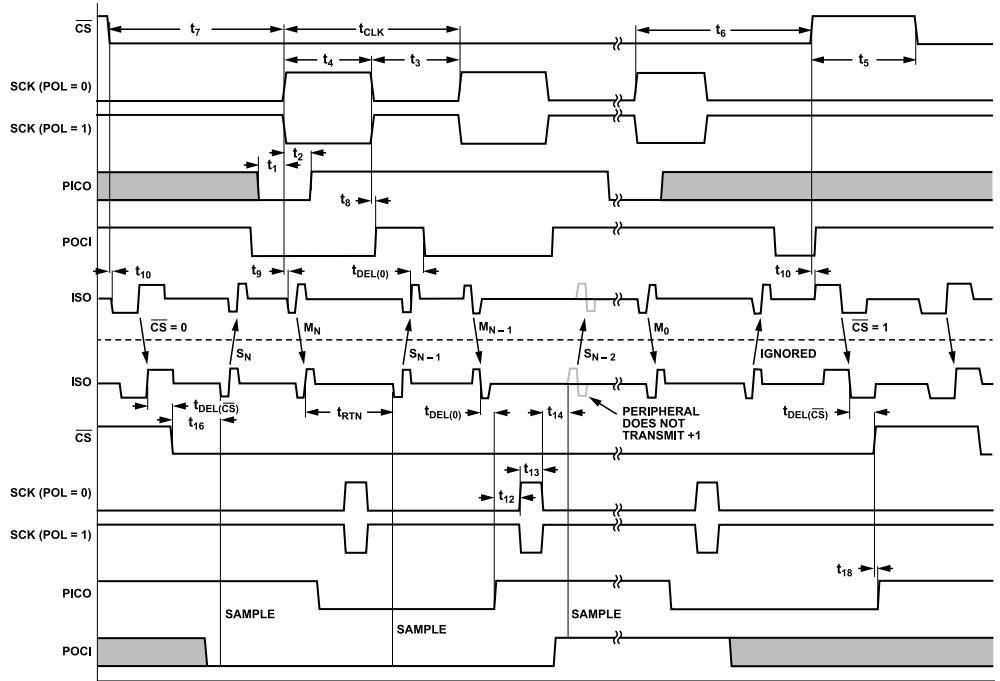 CS
t7
tCLK
t6
t4
t3
t5
SCK (POL = 0)
SCK (POL = 1)
t2
t1
PICO
t8
POCI
t10
t9
tDEL(0)
t10
ISO
CS = 0
MN
MN – 1
M0
CS = 1
SN
SN – 1
SN – 2
IGNORED
ISO
tDEL(CS)
tRTN
tDEL(0)
t14
PERIPHERAL
DOES NOT
TRANSMIT +1
tDEL(CS)
t16
CS
t13
SCK (POL = 0)
t12
SCK (POL = 1)
t18
PICO
SAMPLE
SAMPLE
SAMPLE
POCI